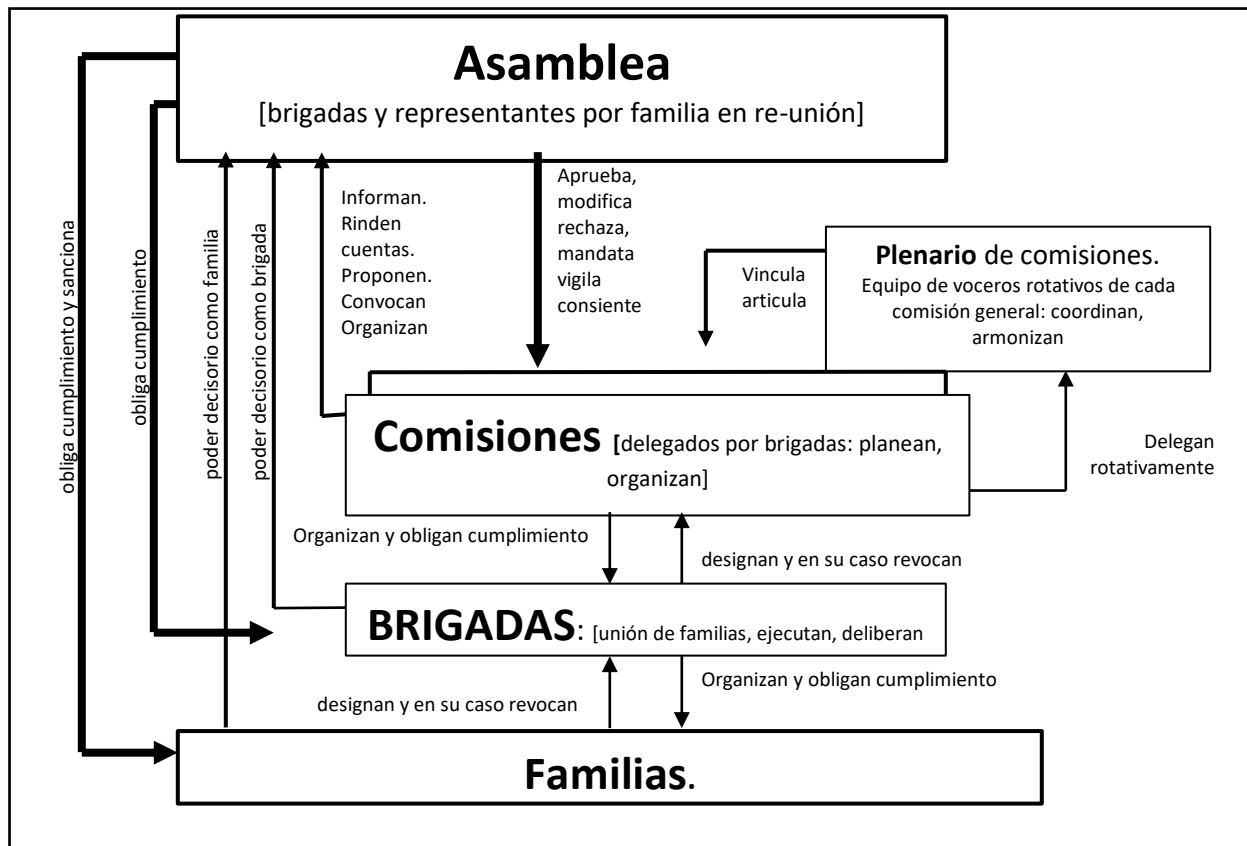 Asamblea
[brigadas y representantes por familia en re-unión]
obliga cumplimiento y sanciona
obliga cumplimiento
poder decisorio como familia
poder decisorio como brigada
Informan.
Rinden
cuentas.
Proponen.
Convocan
Organizan
Aprueba,
modifica
rechaza,
mandata
vigila
consiente
Vincula
articula
Plenario de comisiones.
Equipo de voceros rotativos de cada
comisión general: coordinan,
armonizan
Comisiones [delegados por brigadas: planean,
organizan]
Delegan
rotativamente
Organizan y obligan cumplimiento
designan y en su caso revocan
BRIGADAS: [unión de familias, ejecutan, deliberan
Organizan y obligan cumplimiento
designan y en su caso revocan
Familias.